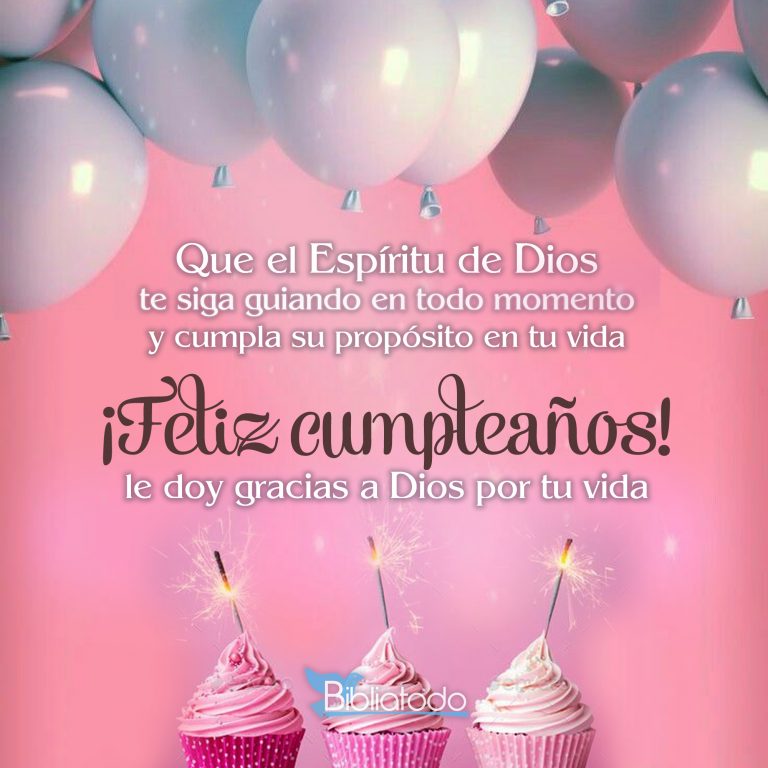 Que el Espíritu de Dios
te siga guiando en todo momento
y cumpla su propósito en tu vida
¡Feliz cumpleaños!
le doy gracias a Dios por tu vida
Bibliatodo